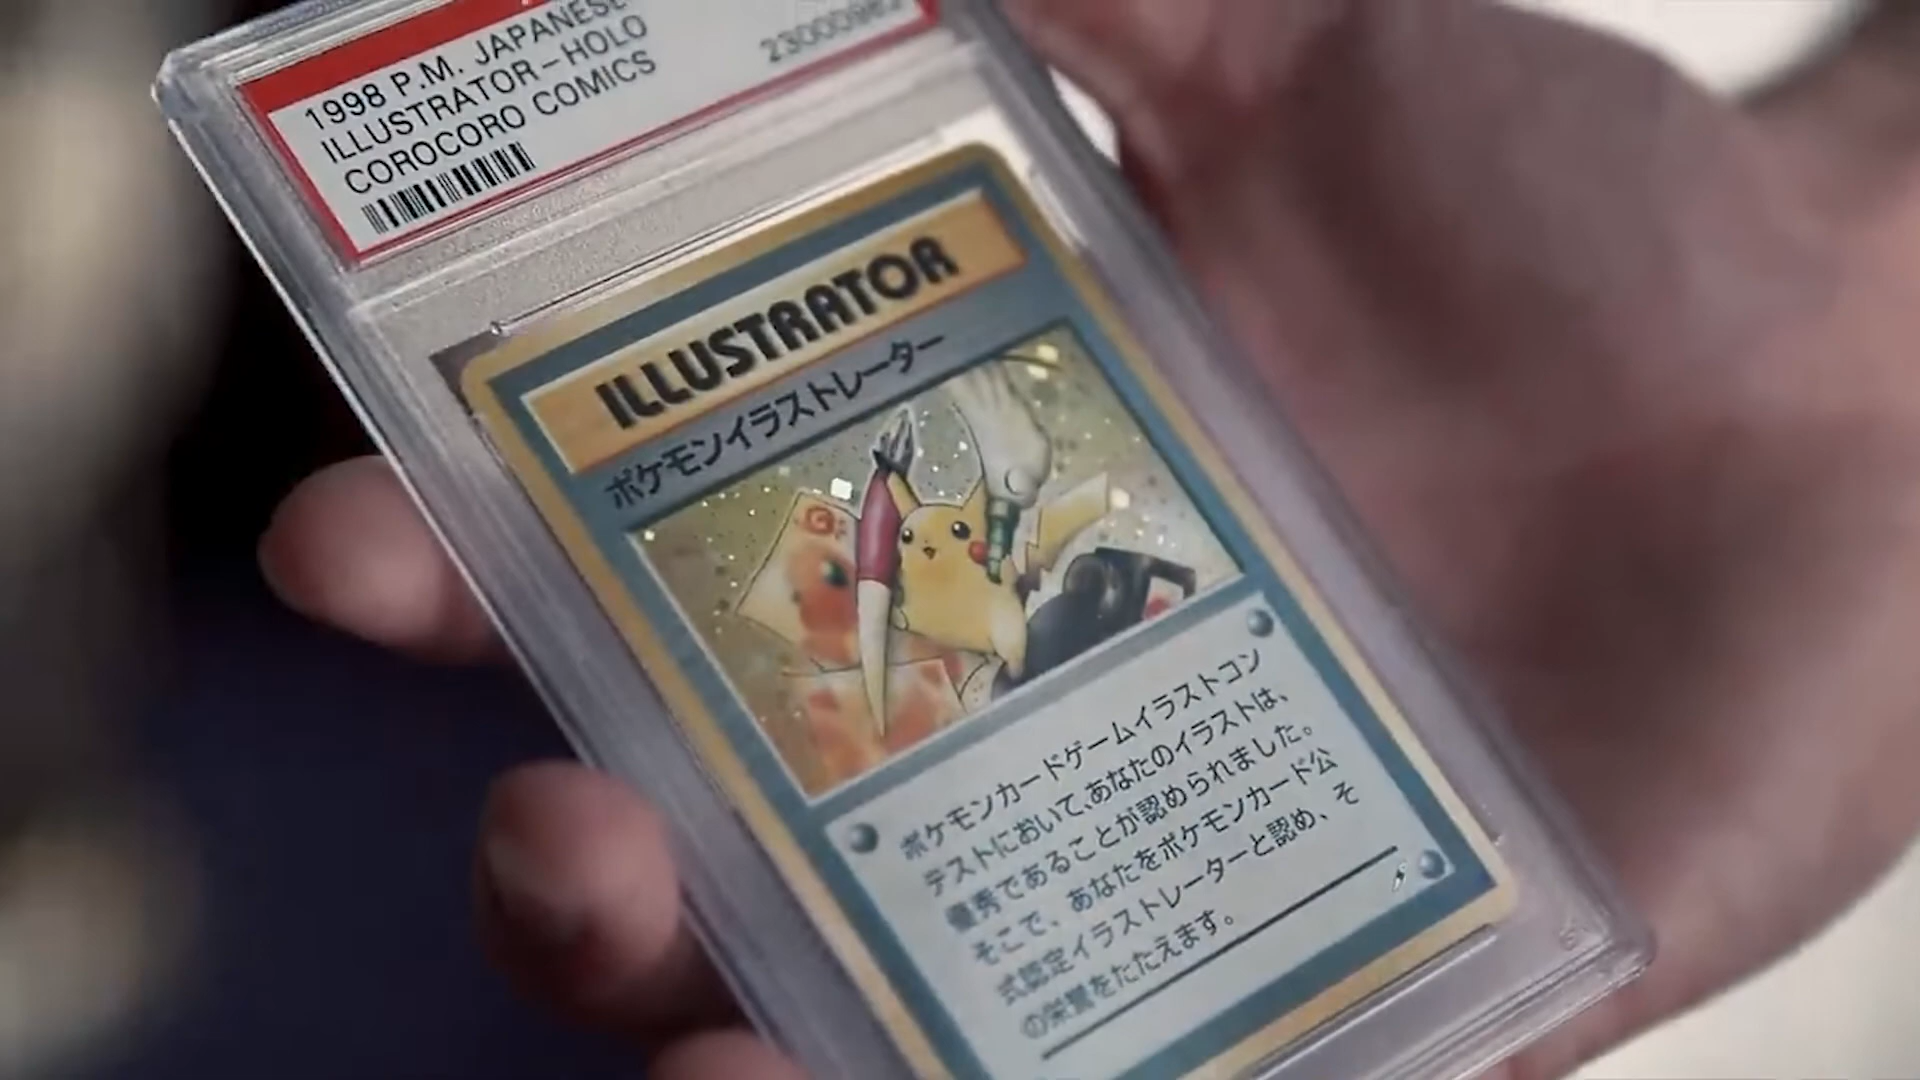 1998 P.M. JAPANESE
ILLUSTRATOR-HOLO
COROCORO COMICS
23000982
ILLUSTRATOR
ポケモンイラストレーター
ポケモンカードゲームイラストコン
テストにおいて、あなたのイラストは、
優秀であることが認められました。
そこで、あなたをポケモンカード公
式認定イラストレーターと認め、そ
の栄誉をたたえます。